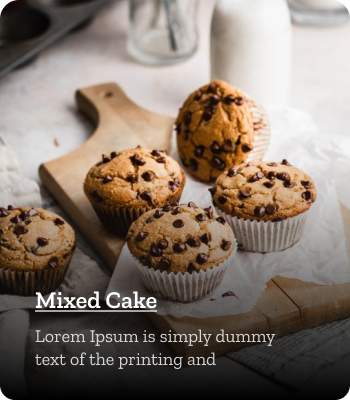 Mixed Cake
Lorem Ipsum is simply dummy
text of the printing and